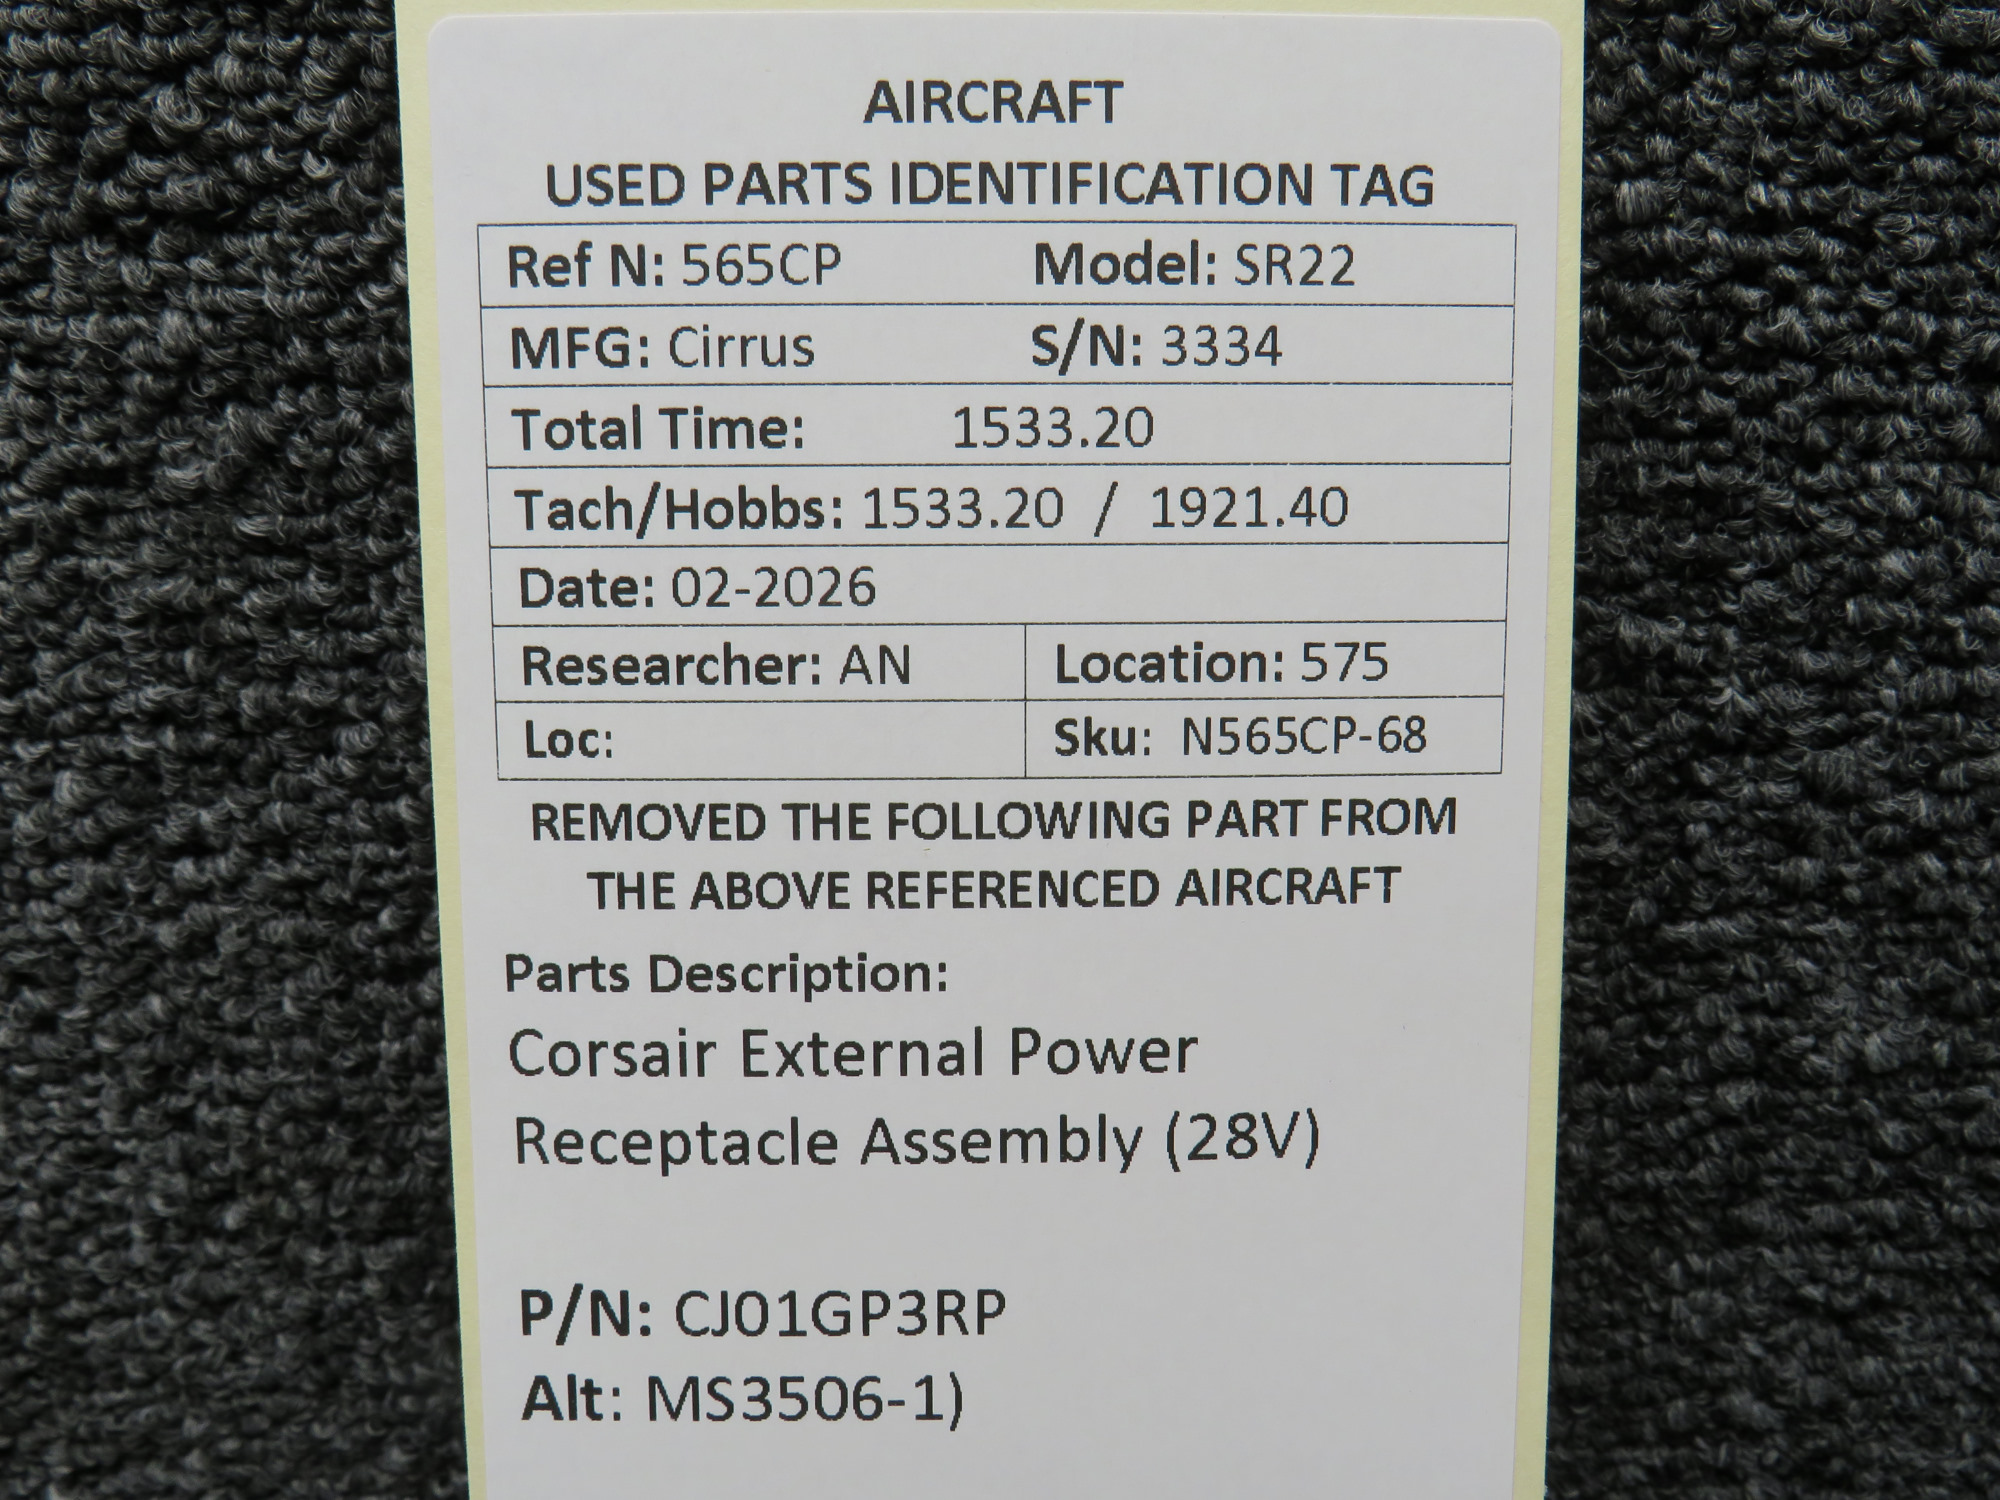 AIRCRAFT
USED PARTS IDENTIFICATION TAG
Ref N: 565CP Model: SR22
MFG: Cirrus S/N: 3334
Total Time: 1533.20
Tach/Hobbs: 1533.20 / 1921.40
Date: 02-2026
Researcher: AN Location: 575
Loc: Sku: N565CP-68
REMOVED THE FOLLOWING PART FROM
THE ABOVE REFERENCED AIRCRAFT
Parts Description:
Corsair External Power
Receptacle Assembly (28V)
P/N: CJ01GP3RP
Alt: MS3506-1)